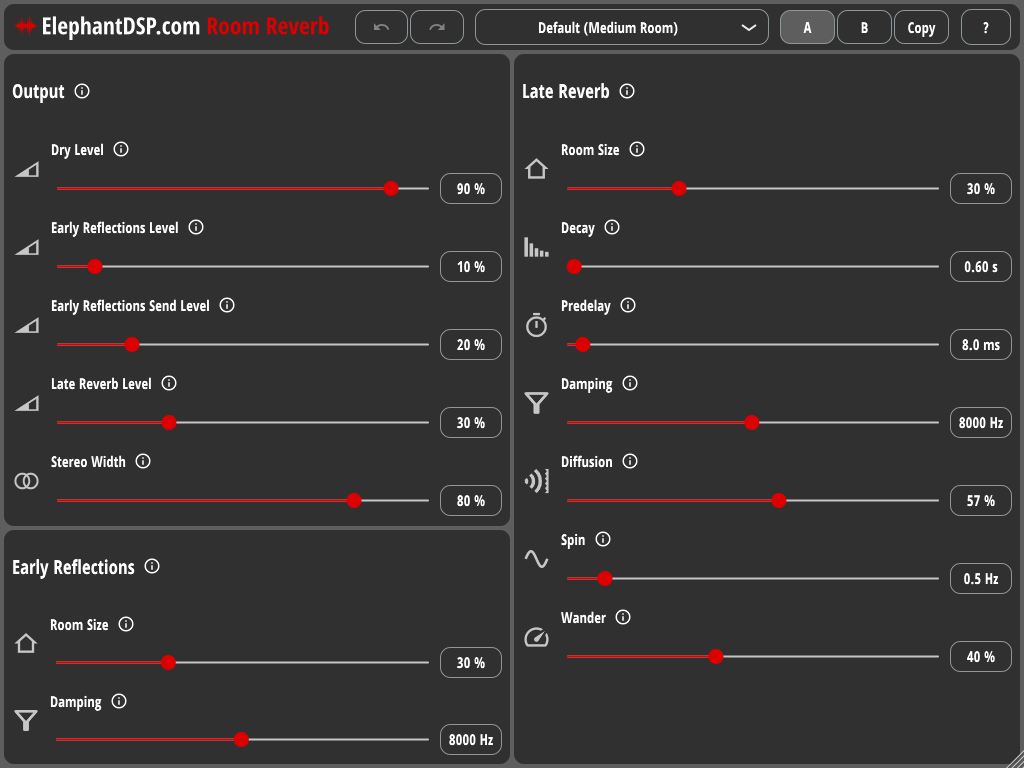 ElephantDSP.com Room Reverb
Default (Medium Room)
A
B
Copy
?
Output
Dry Level
90 %
Early Reflections Level
10 %
Early Reflections Send Level
20 %
Late Reverb Level
30 %
Stereo Width
80 %
Early Reflections
Room Size
30 %
Damping
8000 Hz
Late Reverb
Room Size
30 %
Decay
0.60 s
Predelay
8.0 ms
Damping
8000 Hz
Diffusion
57 %
Spin
0.5 Hz
Wander
40 %